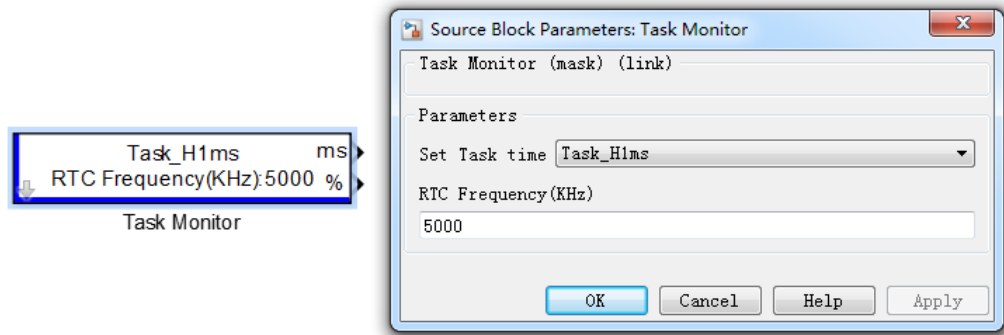 Task_H1ms
ms
RTC Frequency(KHz):5000
%
Task Monitor
Source Block Parameters: Task Monitor
Task Monitor (mask) (link)
Parameters
Set Task time Task_H1ms
RTC Frequency(KHz)
5000
OK Cancel Help Apply